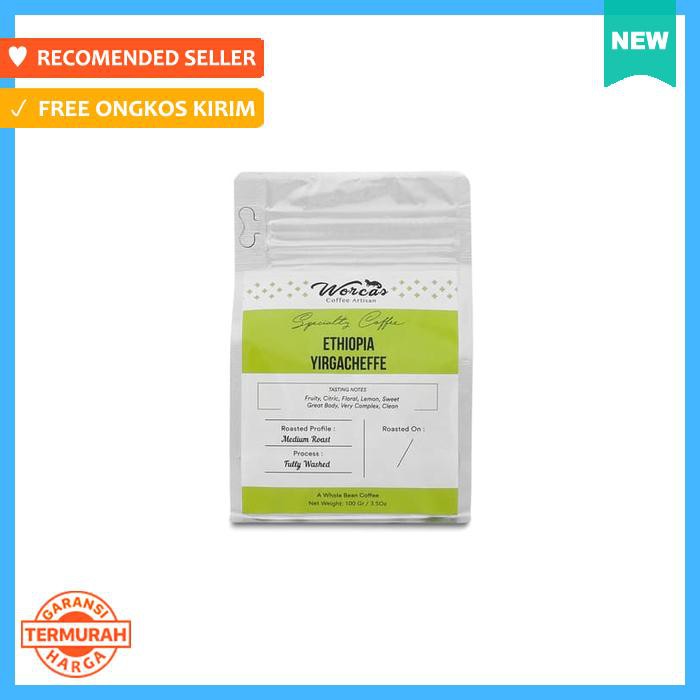 NEW
RECOMENDED SELLER
✓ FREE ONGKOS KIRIM
Worcas
Coffee Artisan
Specialty Coffee
ETHIOPIA
YIRGACHEFFE
TASTING NOTES
Fruity, Citric, Floral, Lemon, Sweet
Great Body, Very Complex, Clean
Roasted Profile :
Medium Roast
Process :
Fully Washed
Roasted On :
/
A Whole Bean Coffee
Net Weight: 100 Gr / 3.5Oz
GARANSI
TERMURAH
HARGA